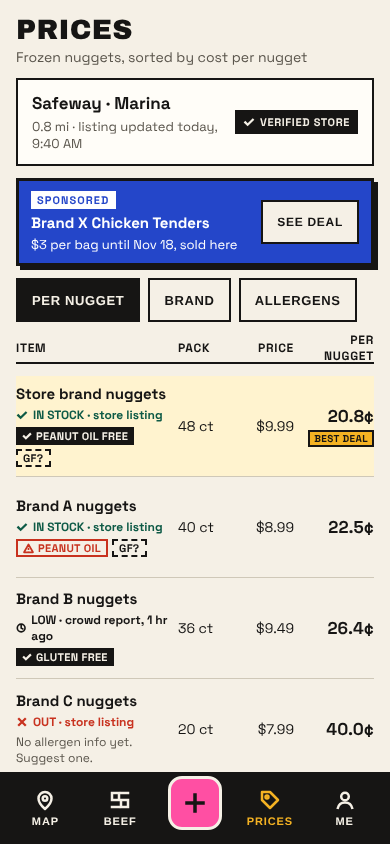 PRICES
Frozen nuggets, sorted by cost per nugget
Safeway · Marina
0.8 mi · listing updated today,
9:40 AM
VERIFIED STORE
SPONSORED
Brand X Chicken Tenders
$3 per bag until Nov 18, sold here
SEE DEAL
PER NUGGET
BRAND
ALLERGENS
ITEM
PACK
PRICE
PER
NUGGET
Store brand nuggets
IN STOCK · store listing
PEANUT OIL FREE
GF?
48 ct
$9.99
20.8¢
BEST DEAL
Brand A nuggets
IN STOCK · store listing
PEANUT OIL
GF?
40 ct
$8.99
22.5¢
Brand B nuggets
LOW · crowd report, 1 hr
ago
GLUTEN FREE
36 ct
$9.49
26.4¢
Brand C nuggets
OUT · store listing
No allergen info yet.
Suggest one.
20 ct
$7.99
40.0¢
MAP
BEEF
PRICES
ME